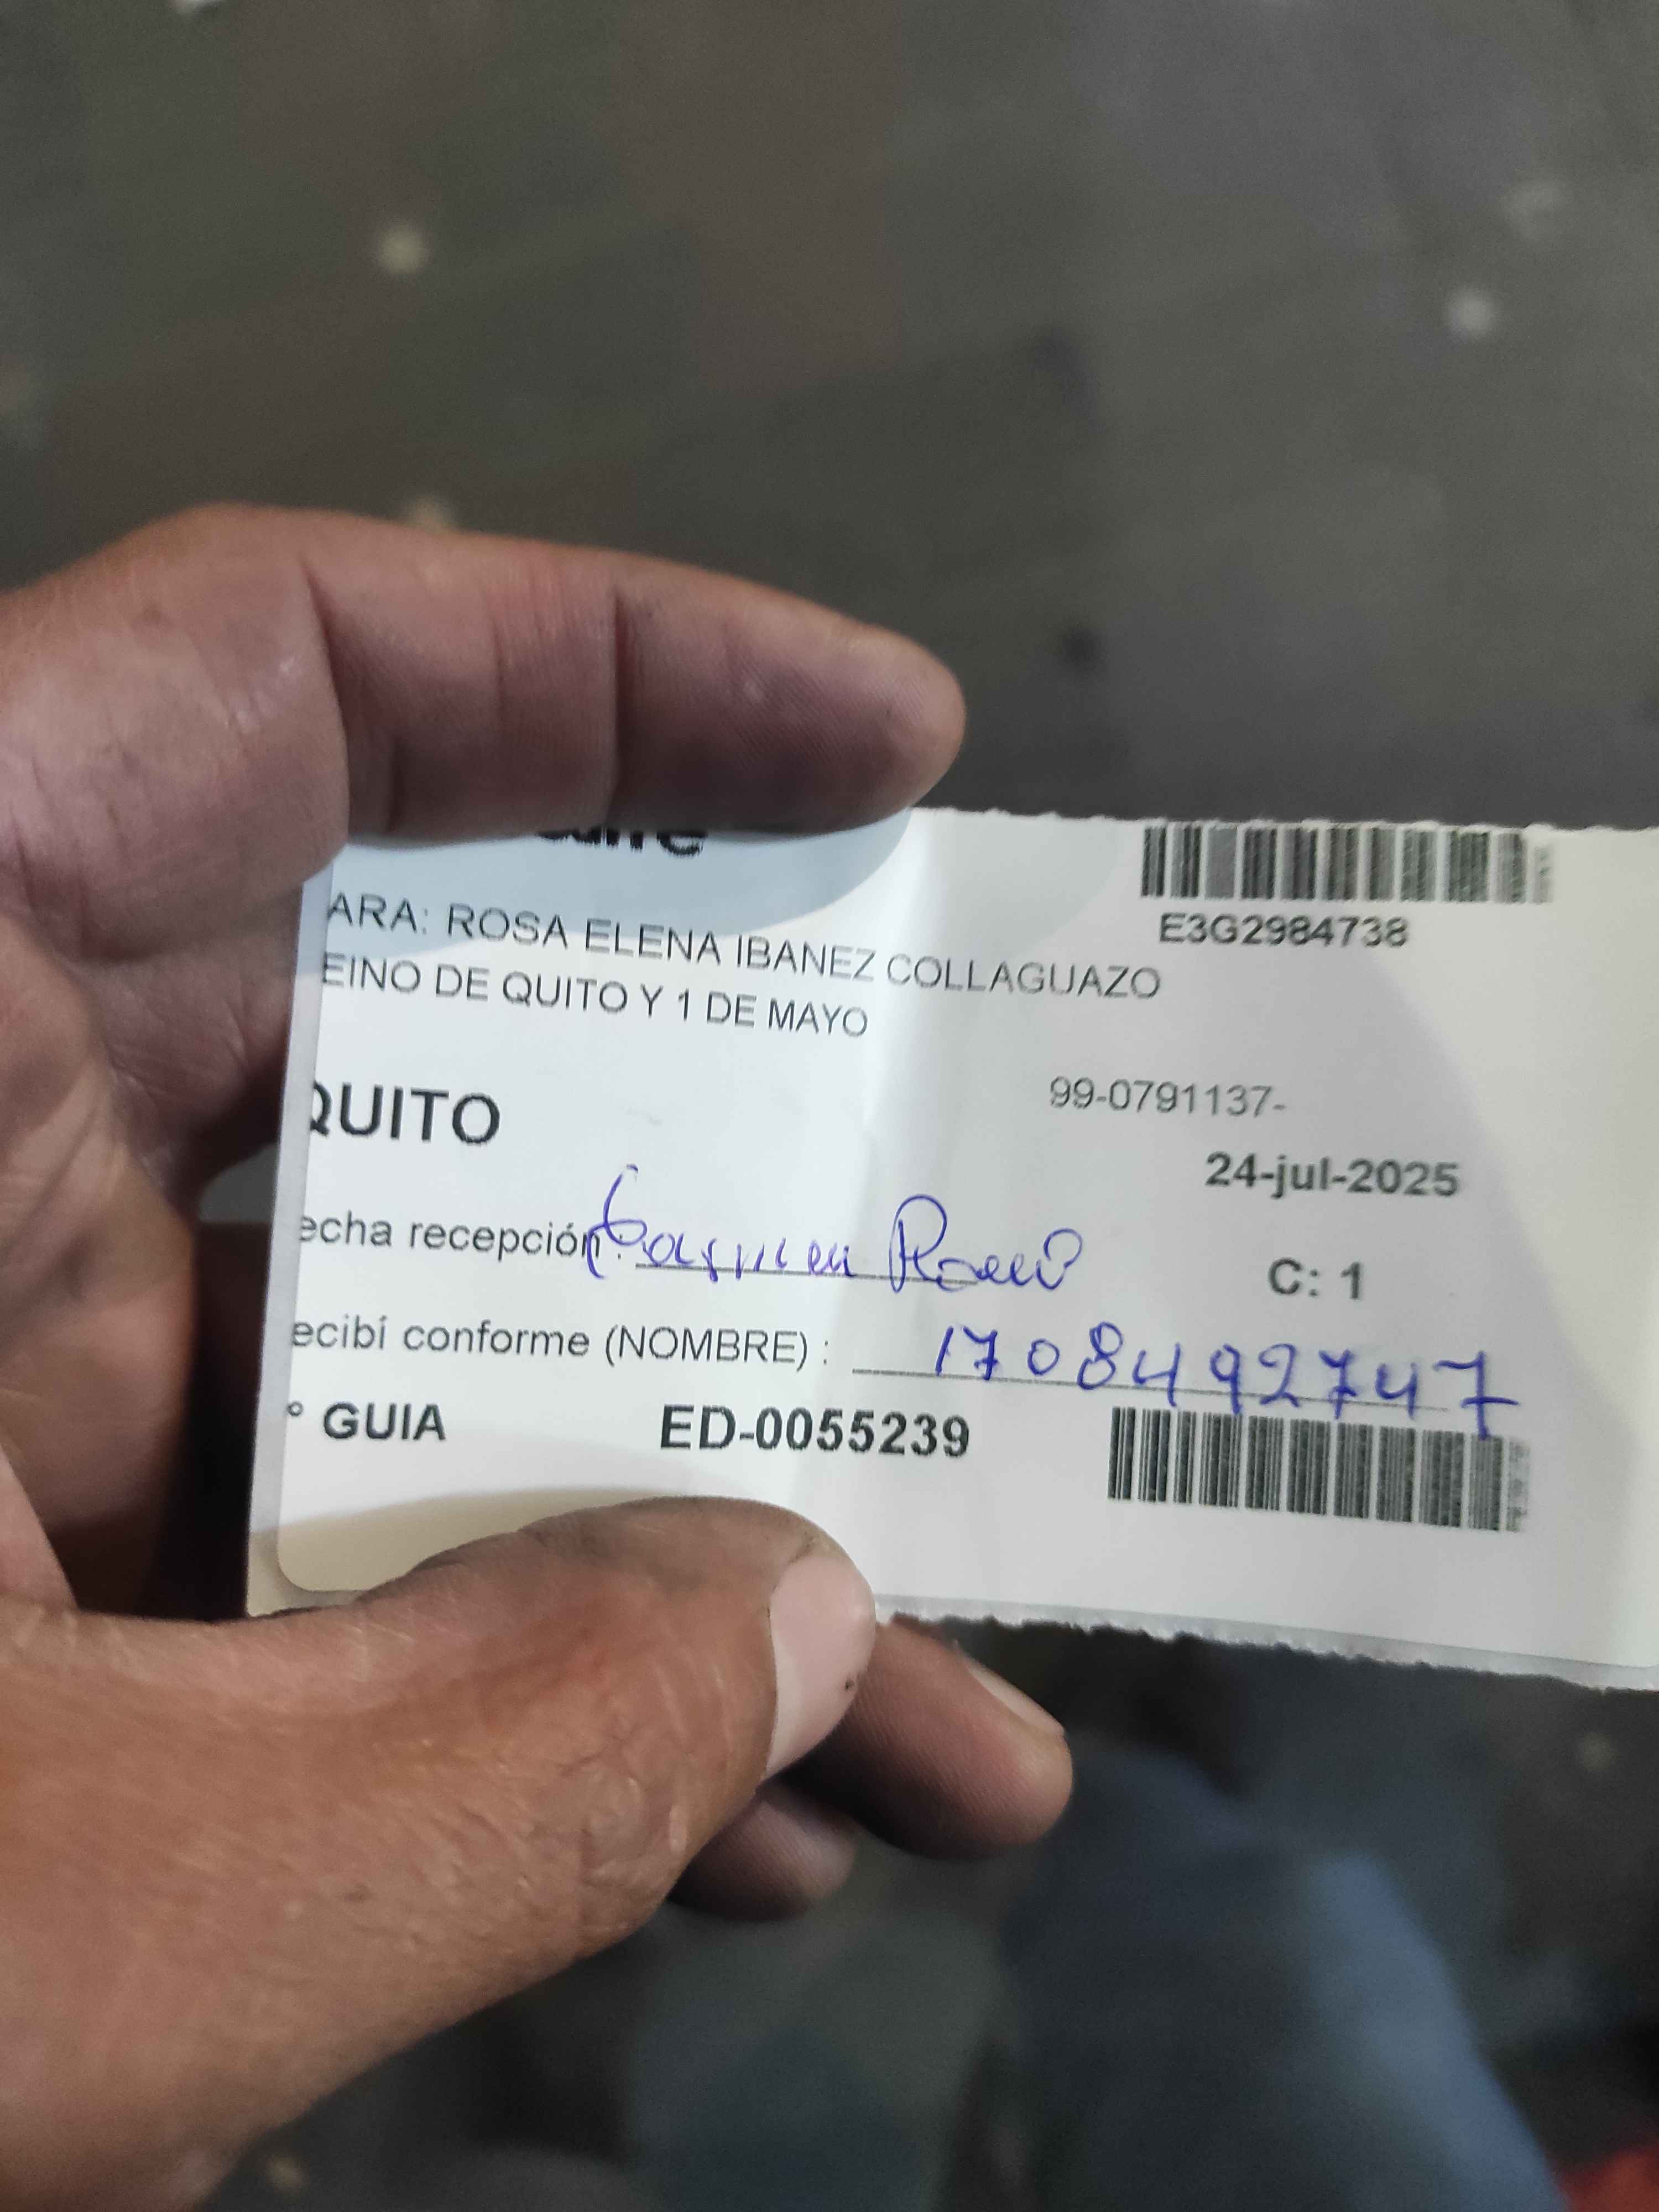 ARA: ROSA ELENA IBANEZ COLLAGUAZO
E3G2984738
EINO DE QUITO Y 1 DE MAYO
QUITO
99-0791137-
24-jul-2025
echa recepción: Carmen
C: 1
ecibí conforme (NOMBRE) : 1708492747
° GUIA ED-0055239